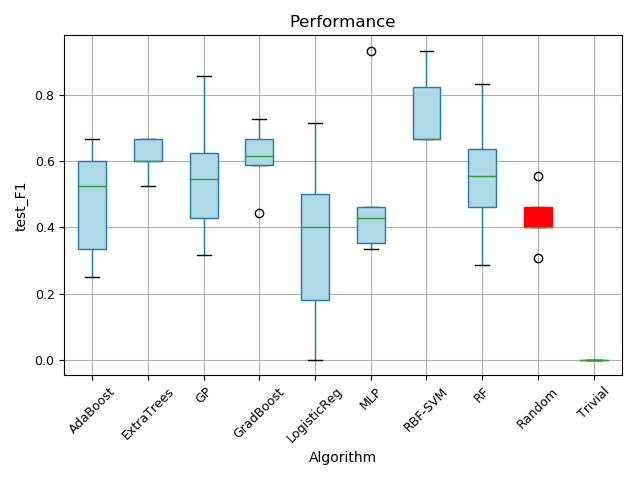 Performance
test_F1
0.8
0.6
0.4
0.2
0.0
AdaBoost
ExtraTrees
GP
GradBoost
LogisticReg
MLP
RBF-SVM
RF
Random
Trivial
Algorithm